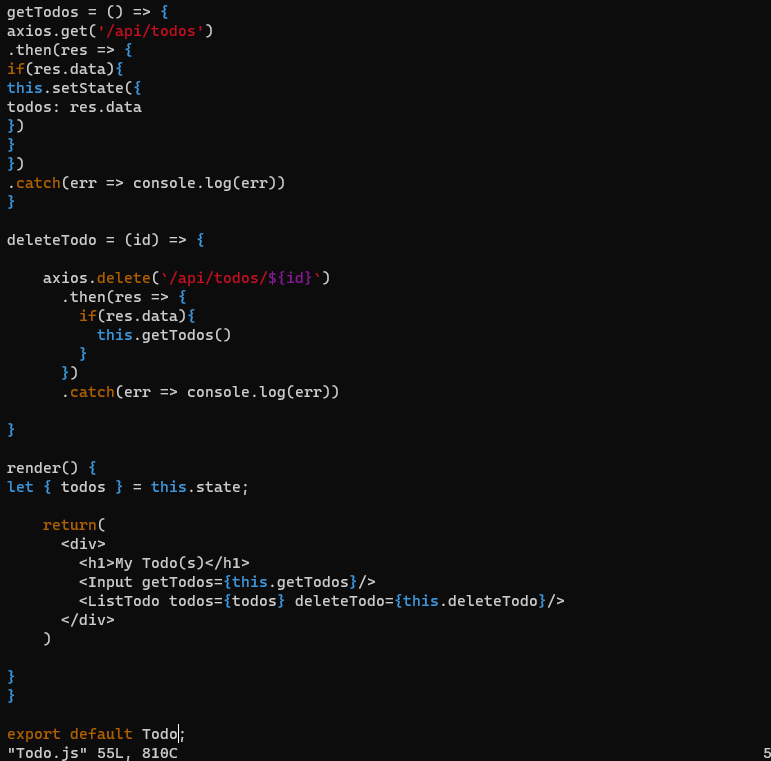 getTodos = () => {
axios.get('/api/todos')
.then(res => {
if(res.data){
this.setState({
todos: res.data
})
}
})
.catch(err => console.log(err))
}

deleteTodo = (id) => {

    axios.delete(`/api/todos/${id}`)
      .then(res => {
        if(res.data){
          this.getTodos()
        }
      })
      .catch(err => console.log(err))

}

render() {
let { todos } = this.state;

    return(
      <div>
        <h1>My Todo(s)</h1>
        <Input getTodos={this.getTodos}/>
        <ListTodo todos={todos} deleteTodo={this.deleteTodo}/>
      </div>
    )

}
}

export default Todo;
"Todo.js" 55L, 810C 5